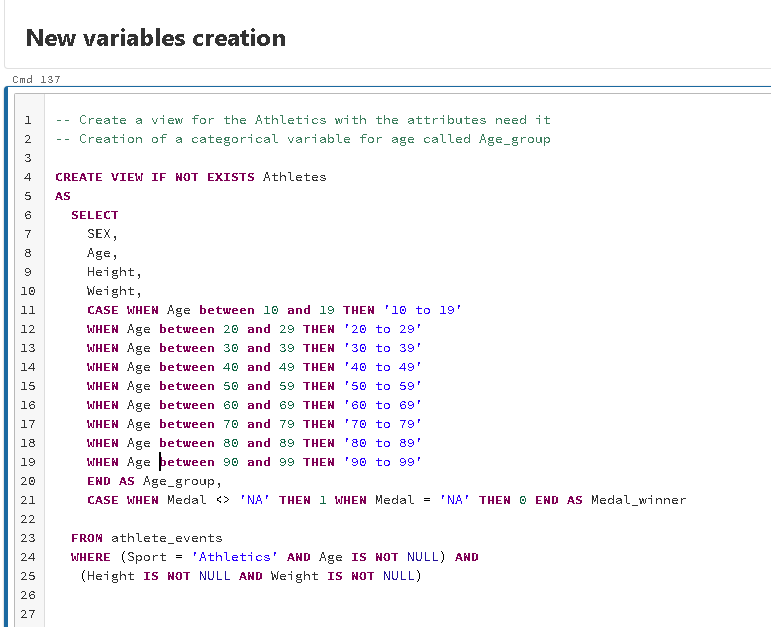 New variables creation
Cmd 137
1 -- Create a view for the Athletics with the attributes need it
2 -- Creation of a categorical variable for age called Age_group
3
4 CREATE VIEW IF NOT EXISTS Athletes
5 AS
6 SELECT
7 SEX,
8 Age,
9 Height,
10 Weight,
11 CASE WHEN Age between 10 and 19 THEN '10 to 19'
12 WHEN Age between 20 and 29 THEN '20 to 29'
13 WHEN Age between 30 and 39 THEN '30 to 39'
14 WHEN Age between 40 and 49 THEN '40 to 49'
15 WHEN Age between 50 and 59 THEN '50 to 59'
16 WHEN Age between 60 and 69 THEN '60 to 69'
17 WHEN Age between 70 and 79 THEN '70 to 79'
18 WHEN Age between 80 and 89 THEN '80 to 89'
19 WHEN Age between 90 and 99 THEN '90 to 99'
20 END AS Age_group,
21 CASE WHEN Medal <> 'NA' THEN 1 WHEN Medal = 'NA' THEN 0 END AS Medal_winner
22
23 FROM athlete_events
24 WHERE (Sport = 'Athletics' AND Age IS NOT NULL) AND
25 (Height IS NOT NULL AND Weight IS NOT NULL)
26
27